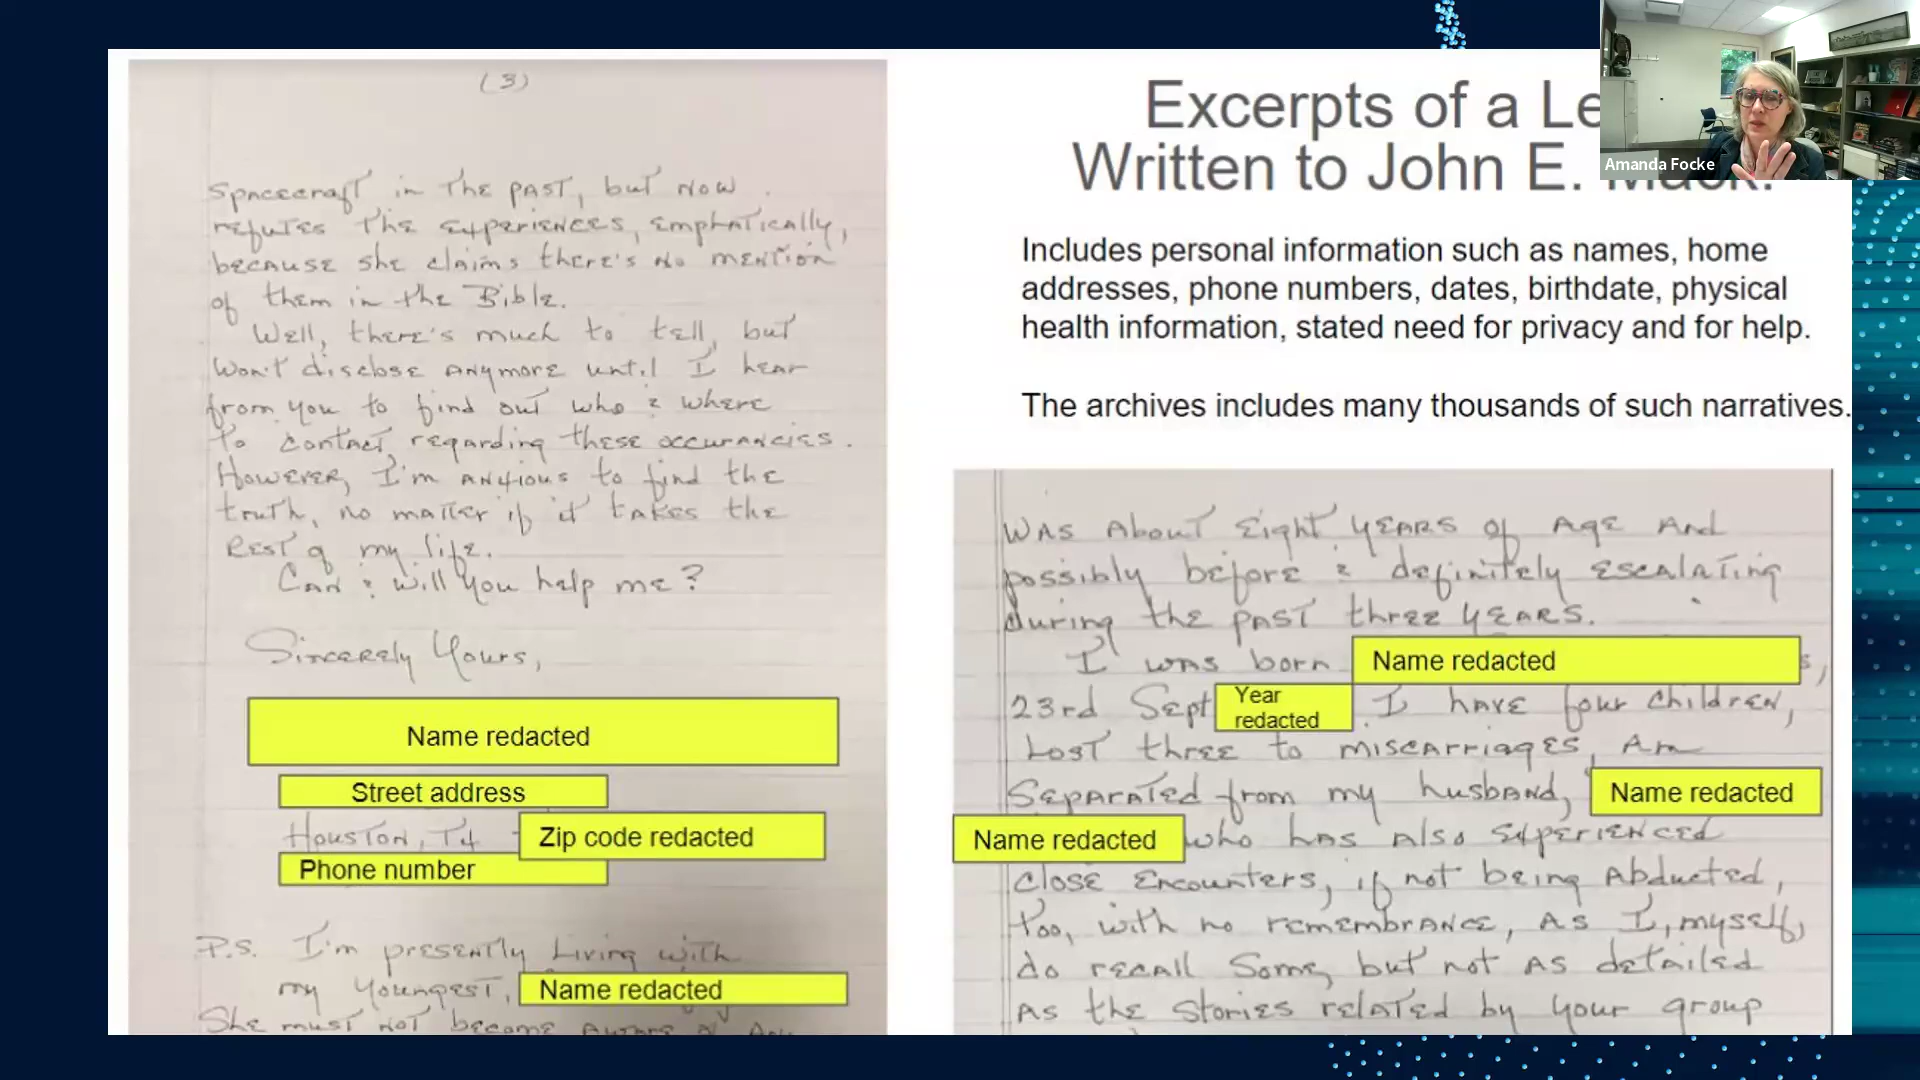 (3)
Spacecraft in the past, but now
refutes the experiences, emphatically,
because she claims there's no mention
of them in the Bible.
Well, there's much to tell, but
won't disclose anymore until I hear
from you to find out who & where
to contact regarding these occurancies.
However, I'm anxious to find the
truth, no matter if it takes the
rest of my life.
Can & will you help me?
Sincerely Yours,
Name redacted
Street address
Houston, TX
Zip code redacted
Phone number
P.S. I'm presently living with
my youngest,
Name redacted
She must not become aware of any
Excerpts of a Le
Written to John E. Mack.
Includes personal information such as names, home
addresses, phone numbers, dates, birthdate, physical
health information, stated need for privacy and for help.
The archives includes many thousands of such narratives.
was about eight years of age and
possibly before & definitely escalating
during the past three years.
I was born Name redacted s,
23rd Sept Year
redacted . I have four children,
lost three to miscarriages, am
separated from my husband, Name redacted
Name redacted who has also experienced
close encounters, if not being abducted,
too, with no remembrance, as I, myself,
do recall some, but not as detailed
as the stories related by your group
Amanda Focke